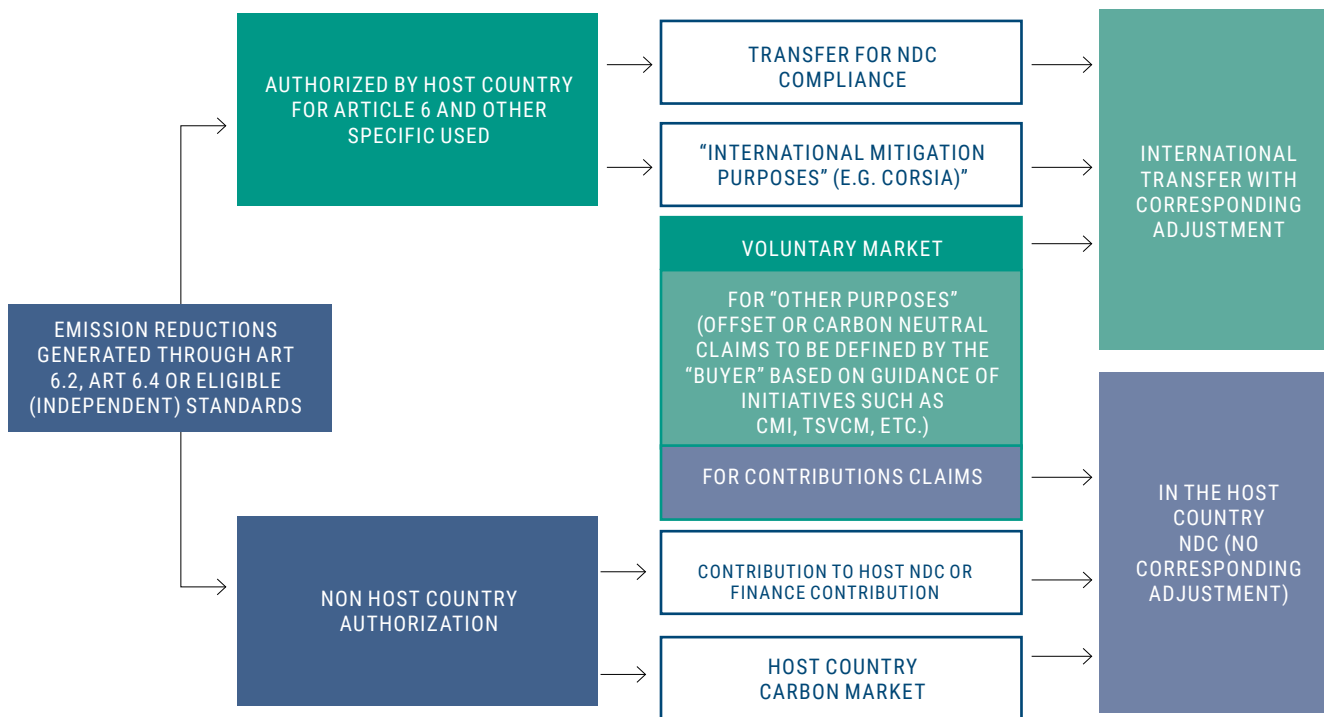 EMISSION REDUCTIONS
GENERATED THROUGH ART
6.2, ART 6.4 OR ELIGIBLE
(INDEPENDENT) STANDARDS
AUTHORIZED BY HOST COUNTRY
FOR ARTICLE 6 AND OTHER
SPECIFIC USED
NON HOST COUNTRY
AUTHORIZATION
TRANSFER FOR NDC
COMPLIANCE
“INTERNATIONAL MITIGATION
PURPOSES” (E.G. CORSIA)”
VOLUNTARY MARKET
FOR “OTHER PURPOSES”
(OFFSET OR CARBON NEUTRAL
CLAIMS TO BE DEFINED BY THE
“BUYER” BASED ON GUIDANCE OF
INITIATIVES SUCH AS
CMI, TSVCM, ETC.)
FOR CONTRIBUTIONS CLAIMS
CONTRIBUTION TO HOST NDC OR
FINANCE CONTRIBUTION
HOST COUNTRY
CARBON MARKET
INTERNATIONAL
TRANSFER WITH
CORRESPONDING
ADJUSTMENT
IN THE HOST
COUNTRY
NDC (NO
CORRESPONDING
ADJUSTMENT)